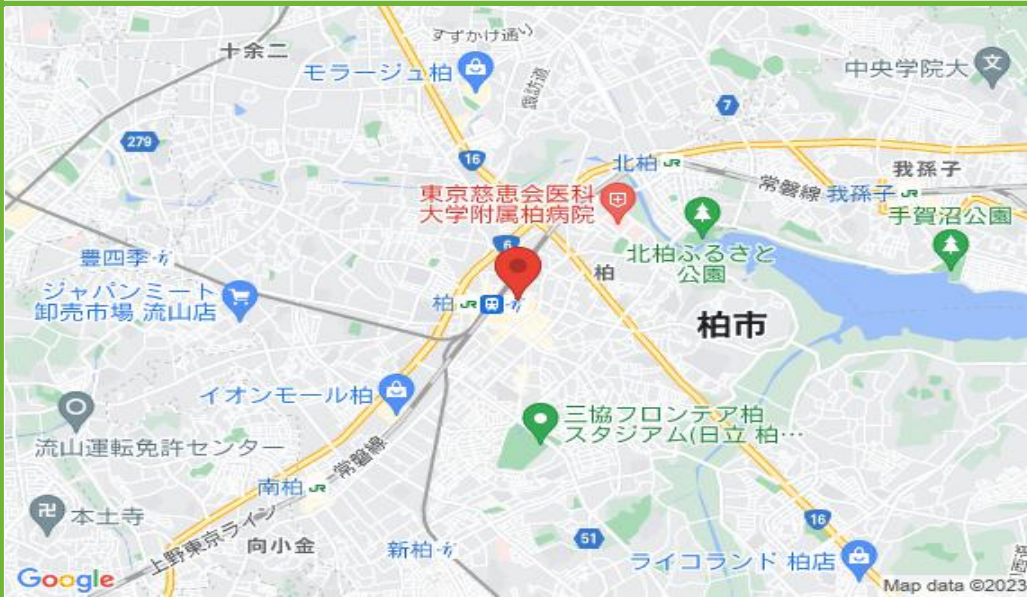 すずかけ通り
十余二
モラージュ柏
諏訪道
中央学院大
7
279
16
北柏 JR
我孫子
常磐線 我孫子 JR
東京慈恵会医科
大学附属柏病院
手賀沼公園
6
北柏ふるさと
公園
豊四季
柏
ジャパンミート
卸売市場 流山店
柏 JR
柏市
イオンモール柏
三協フロンテア柏
スタジアム(日立 柏…
流山運転免許センター
常磐線
南柏 JR
本土寺
上野東京ライン
向小金
新柏
51
16
ライコランド 柏店
Google
Map data ©2023